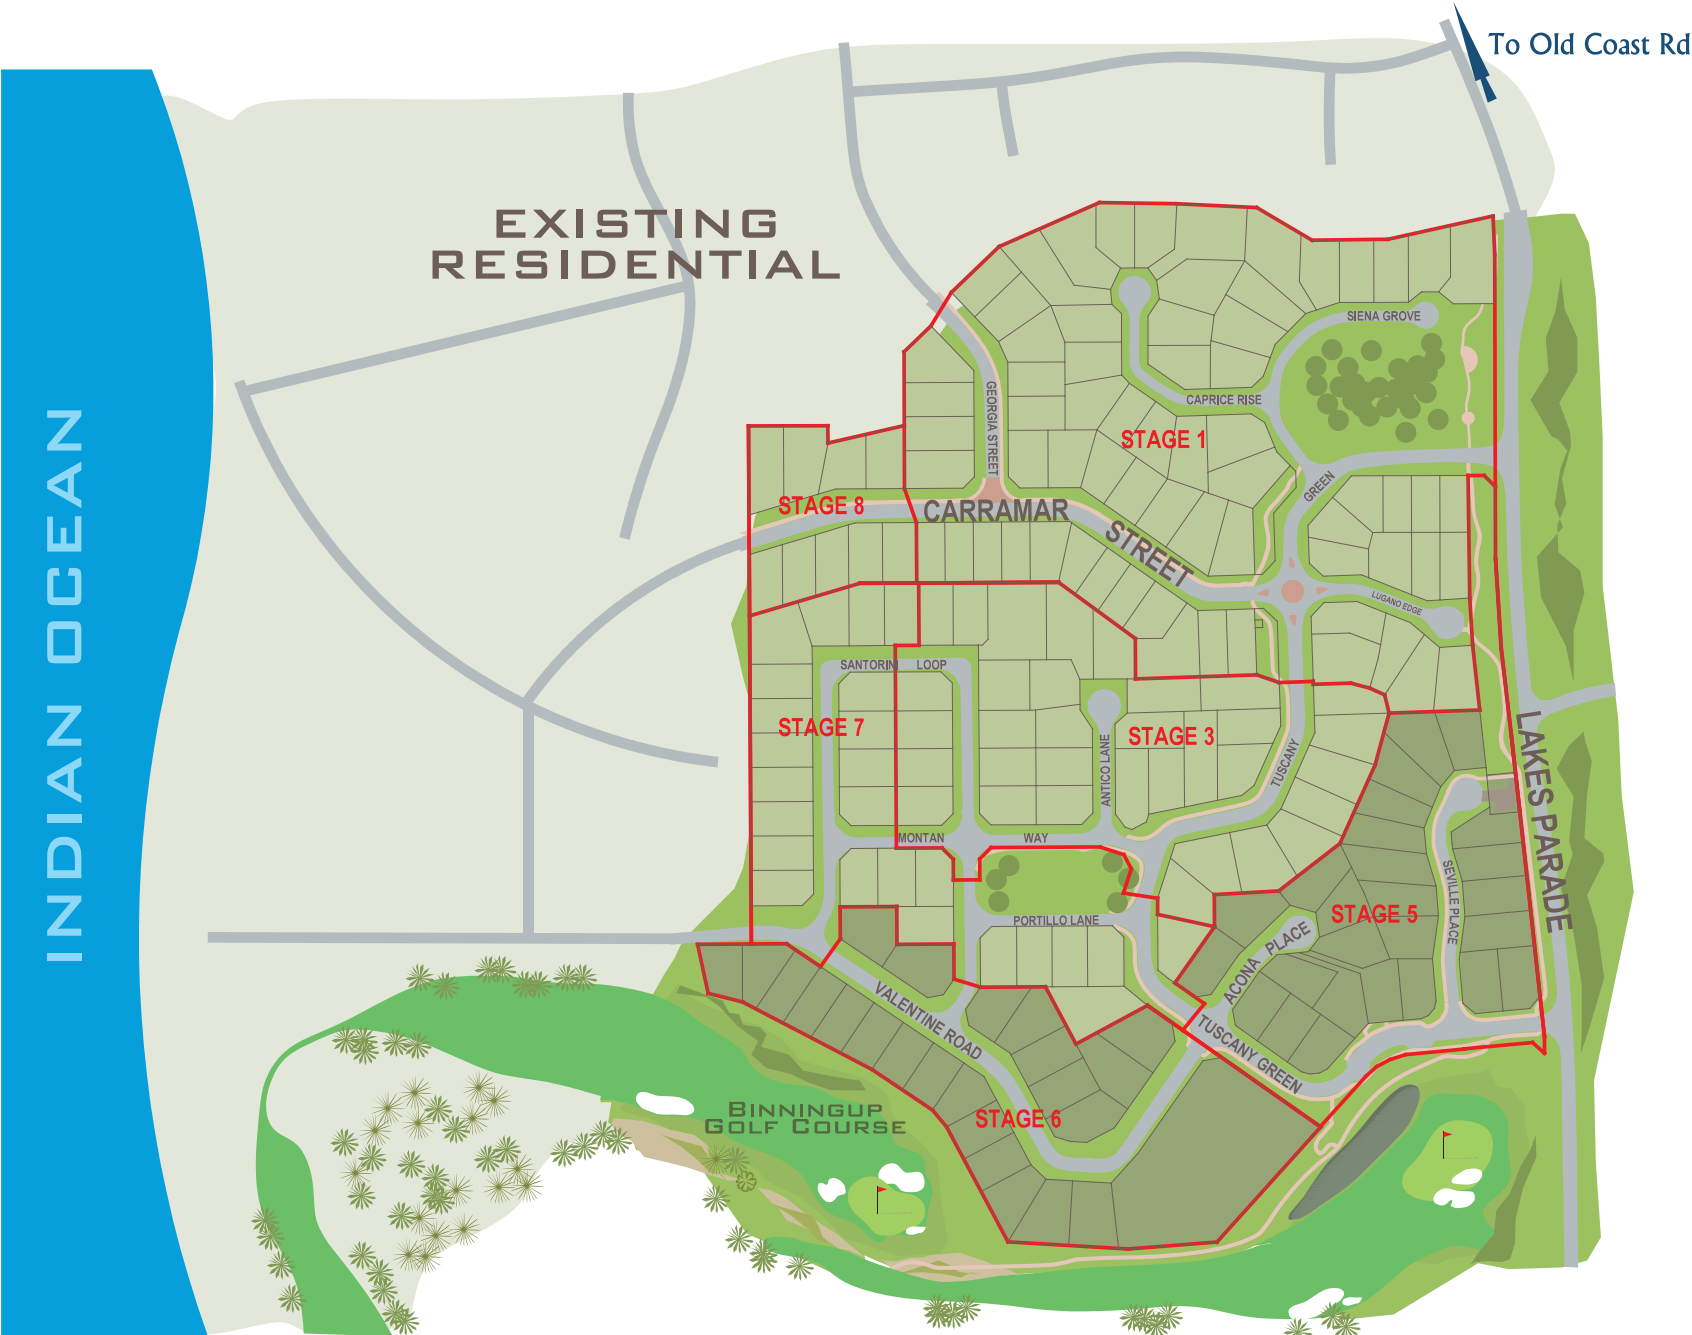 To Old Coast Rd
EXISTING
RESIDENTIAL
INDIAN OCEAN
SIENA GROVE
CAPRICE RISE
GEORGIA STREET
STAGE 1
GREEN
STAGE 8
CARRAMAR
STREET
LUGANO EDGE
SANTORINI LOOP
STAGE 7
STAGE 3
ANTICO LANE
TUSCANY
LAKES PARADE
MONTAN WAY
SEVILLE PLACE
PORTILLO LANE
STAGE 5
ACONA PLACE
VALENTINE ROAD
TUSCANY GREEN
STAGE 6
BINNINGUP
GOLF COURSE